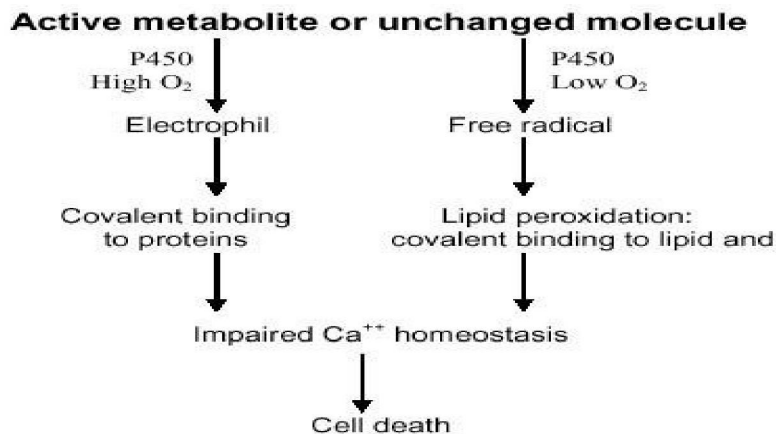 Active metabolite or unchanged molecule
P450
High O₂
P450
Low O₂
Electrophil
Free radical
Covalent binding
to proteins
Lipid peroxidation:
covalent binding to lipid and
Impaired Ca⁺⁺ homeostasis
Cell death